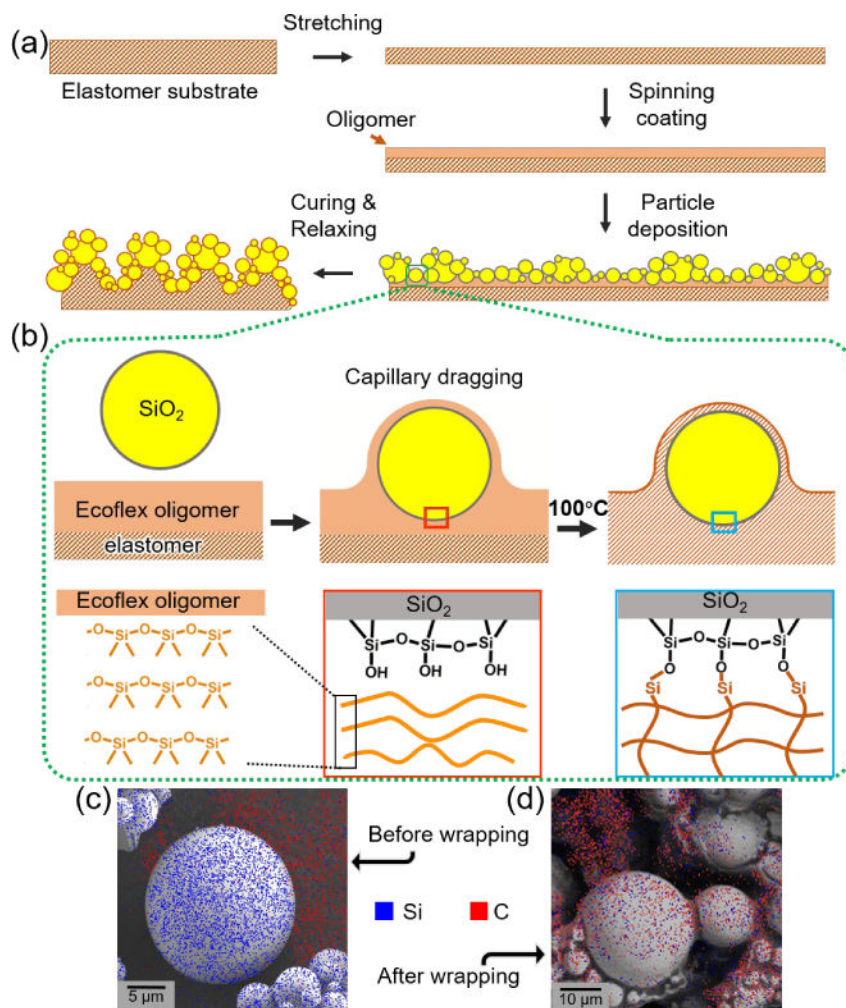 (a)
Stretching
Elastomer substrate
Spinning
coating
Oligomer
Curing &
Relaxing
Particle
deposition
(b)
SiO2
Capillary dragging
Ecoflex oligomer
elastomer
100°C
Ecoflex oligomer
O Si O Si O Si
O Si O Si O Si
O Si O Si O Si
SiO2
Si O Si O Si
OH OH OH
SiO2
Si O Si O Si
O O O
Si Si Si
(c)
(d)
Before wrapping
Si
C
After wrapping
5 μm
10 μm